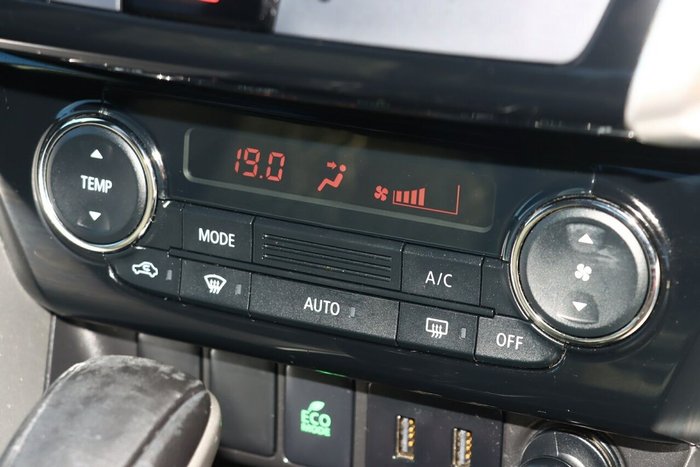 19.0
TEMP
MODE
A/C
AUTO
OFF
ECO
MODE